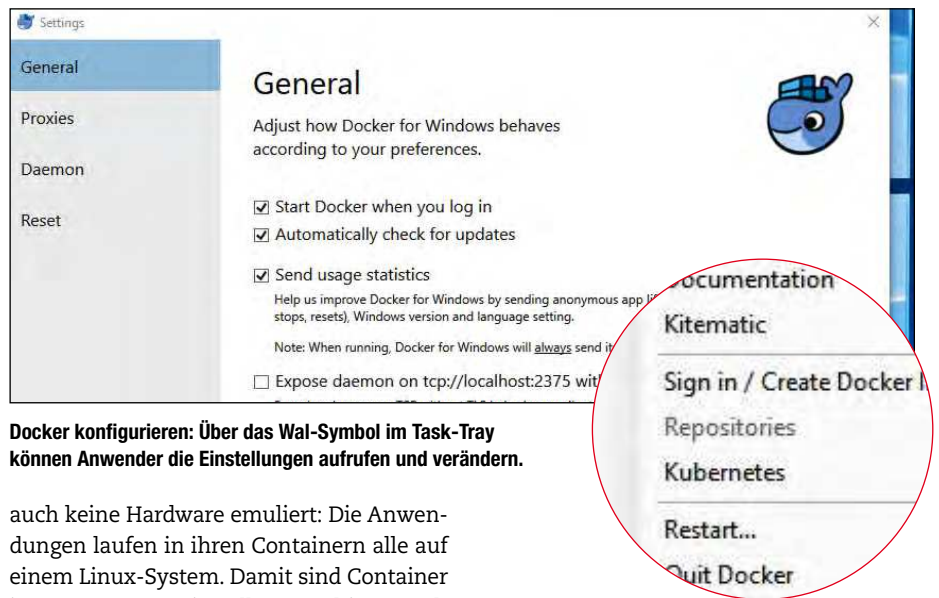 Settings
General
Proxies
Daemon
Reset
General
Adjust how Docker for Windows behaves
according to your preferences.
Start Docker when you log in
Automatically check for updates
Send usage statistics
Help us improve Docker for Windows by sending anonymous app
stops, resets), Windows version and language setting.
Note: When running, Docker for Windows will always send
Expose daemon on tcp://localhost:2375
Documentation
Kitematic
Sign in / Create Docker
Repositories
Kubernetes
Restart...
Quit Docker
Docker konfigurieren: Über das Wal-Symbol im Task-Tray
können Anwender die Einstellungen aufrufen und verändern.
auch keine Hardware emuliert: Die Anwen-
dungen laufen in ihren Containern alle auf
einem Linux-System. Damit sind Container